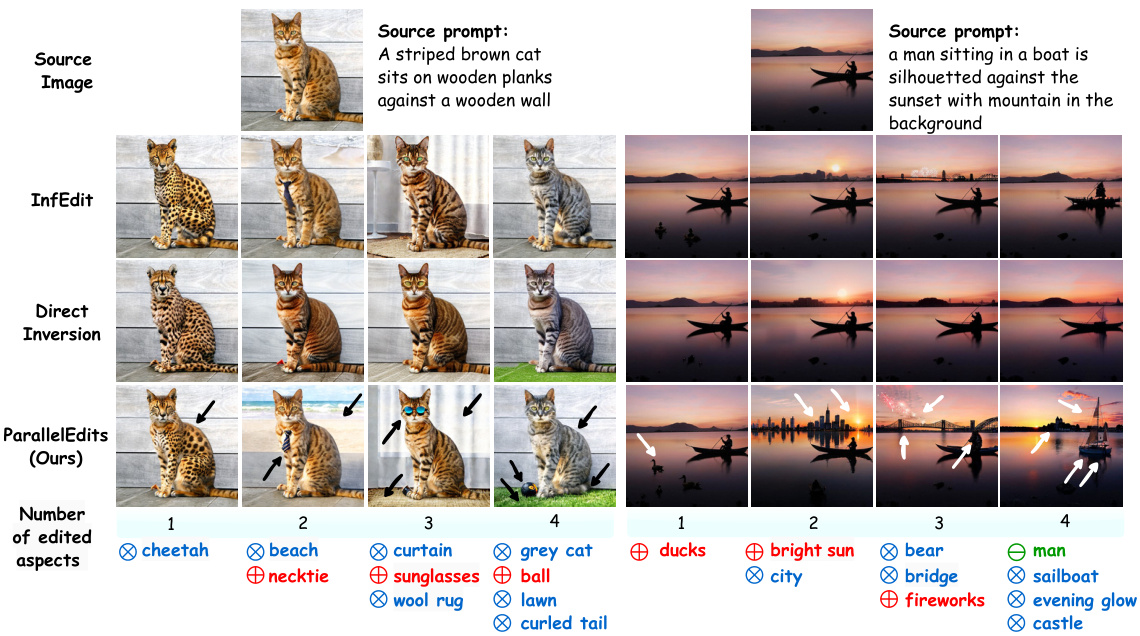 Source
Image
Source prompt:
A striped brown cat
sits on wooden planks
against a wooden wall
Source prompt:
a man sitting in a boat is
silhouetted against the
sunset with mountain in the
background
InfEdit
Direct
Inversion
ParallelEdits
(Ours)
Number
of edited
aspects
1 2 3 4 1 2 3 4
⊗ cheetah
⊗ beach
⊕ necktie
⊗ curtain
⊕ sunglasses
⊗ wool rug
⊗ grey cat
⊕ ball
⊗ lawn
⊗ curled tail
⊕ ducks
⊕ bright sun
⊗ city
⊗ bear
⊗ bridge
⊕ fireworks
⊖ man
⊗ sailboat
⊗ evening glow
⊗ castle